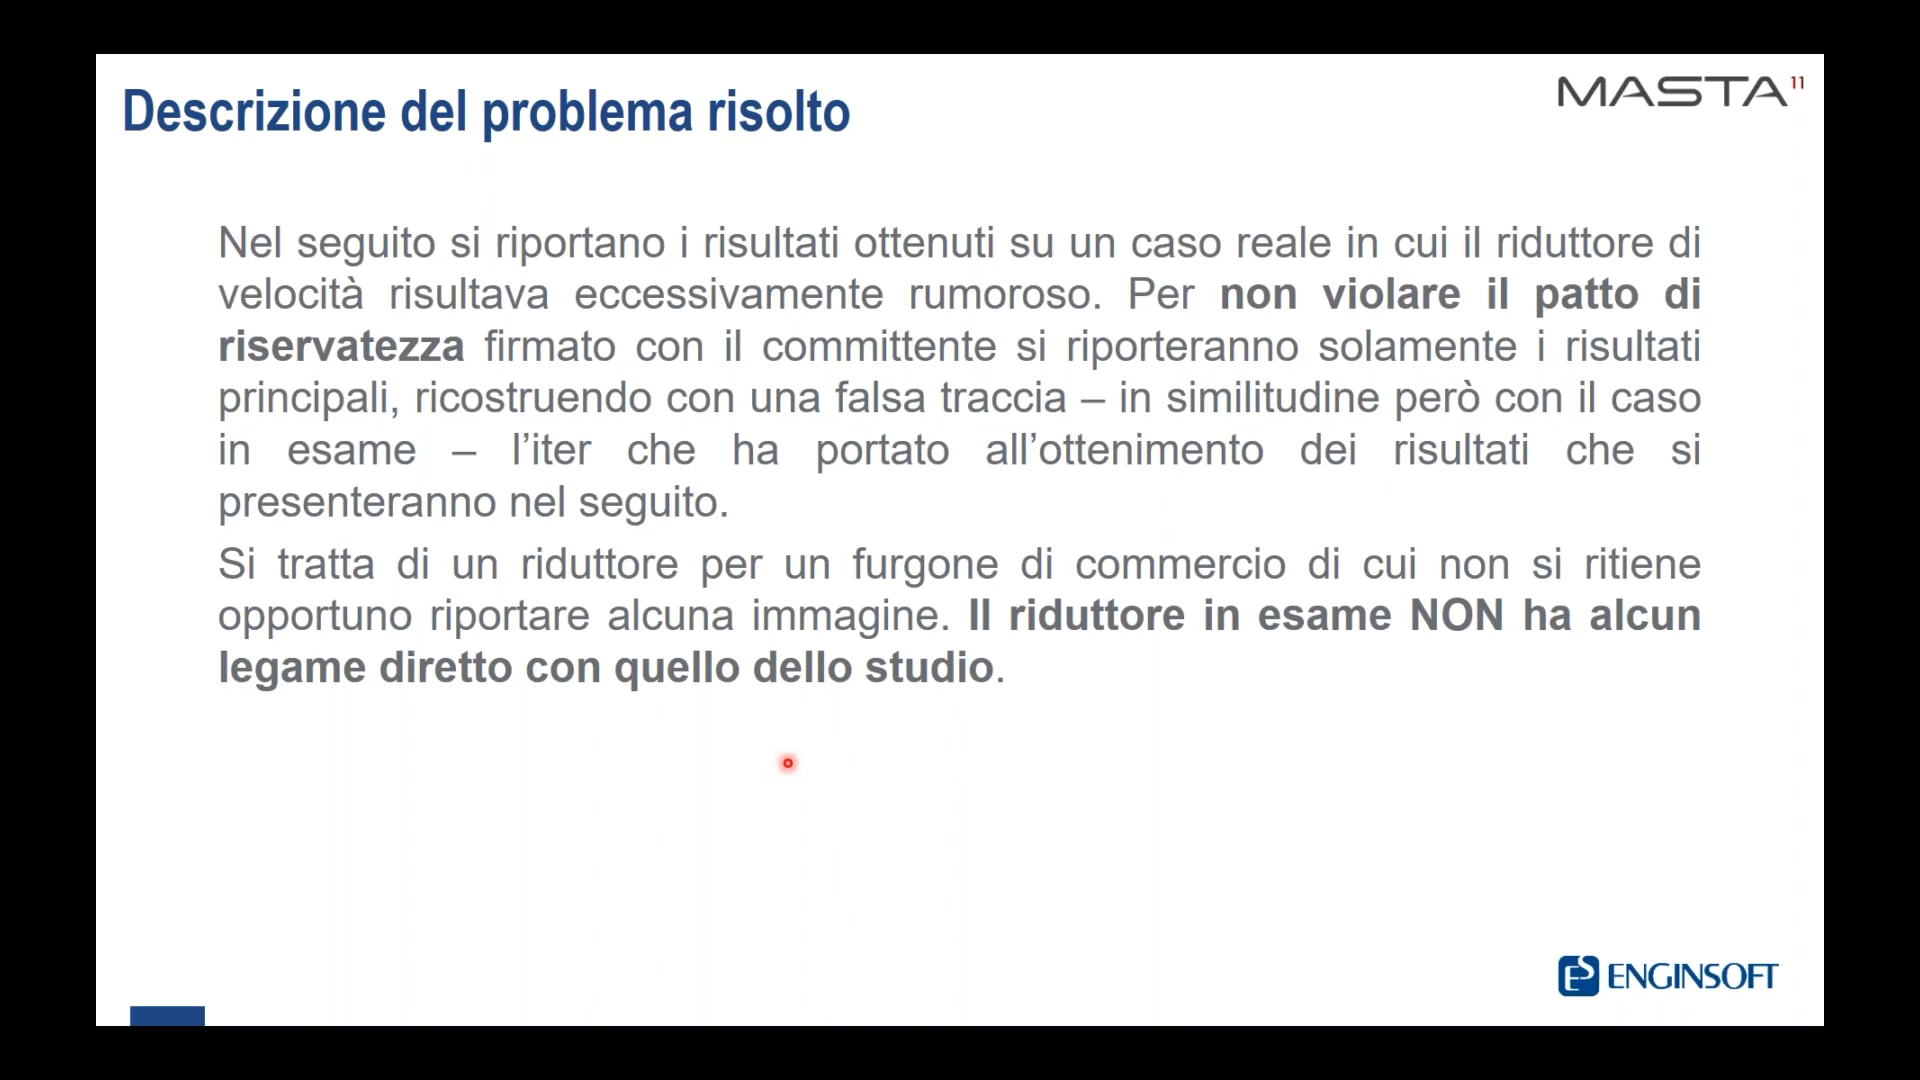 Descrizione del problema risolto
MASTA 11
Nel seguito si riportano i risultati ottenuti su un caso reale in cui il riduttore di
velocità risultava eccessivamente rumoroso. Per non violare il patto di
riservatezza firmato con il committente si riporteranno solamente i risultati
principali, ricostruendo con una falsa traccia – in similitudine però con il caso
in esame – l’iter che ha portato all’ottenimento dei risultati che si
presenteranno nel seguito.
Si tratta di un riduttore per un furgone di commercio di cui non si ritiene
opportuno riportare alcuna immagine. Il riduttore in esame NON ha alcun
legame diretto con quello dello studio.
ES ENGINSOFT